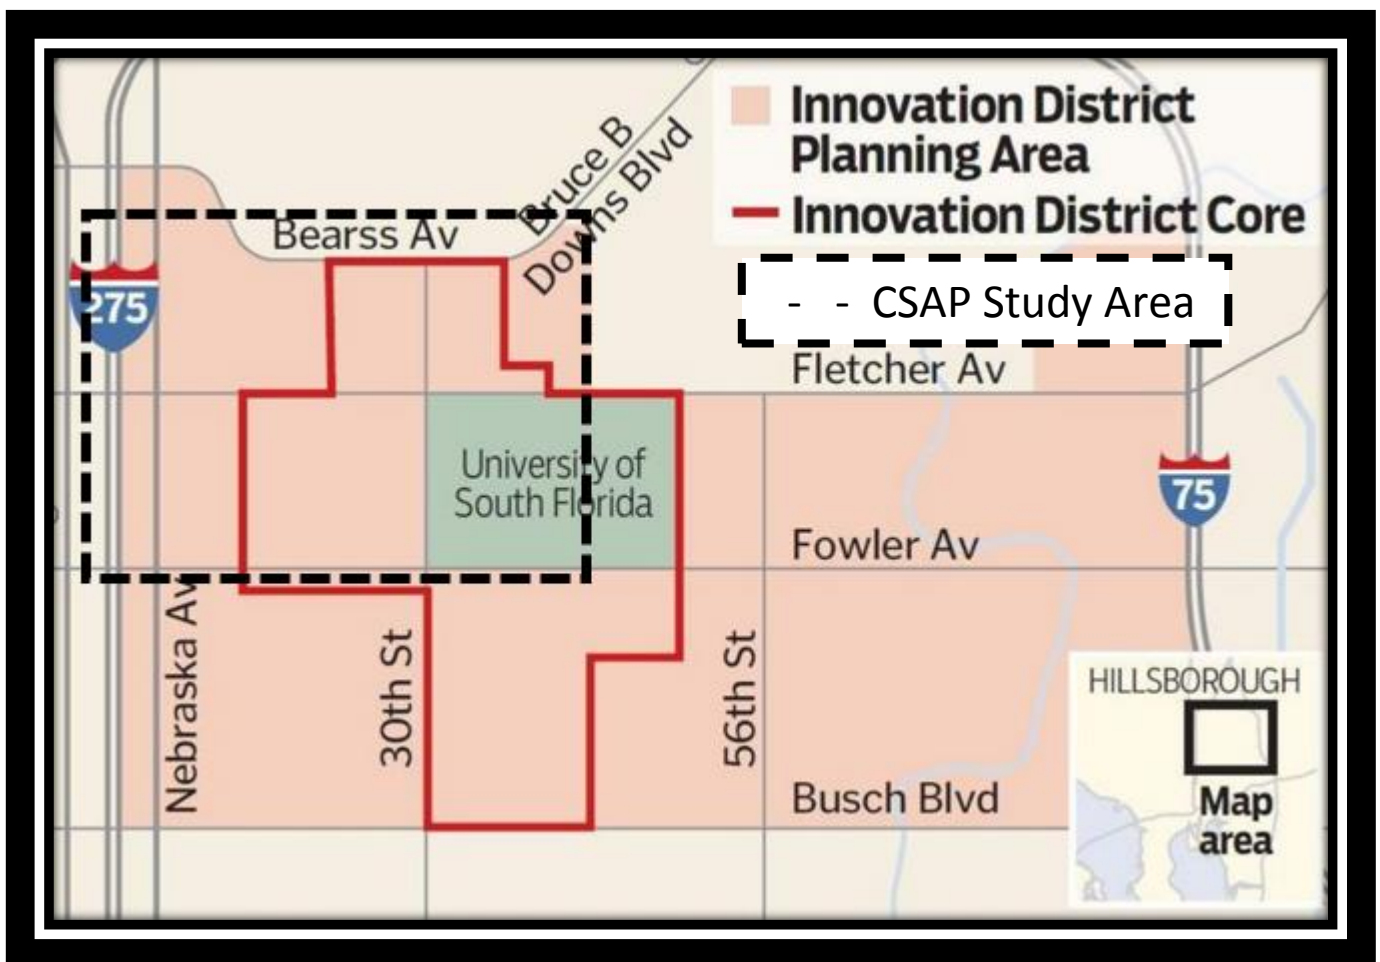 Innovation District
Planning Area
Innovation District Core
- - CSAP Study Area
Bruce B
Downs Blvd
Bearss Av
275
Fletcher Av
University of
South Florida
75
Fowler Av
Nebraska Av
30th St
56th St
Busch Blvd
HILLSBOROUGH
Map
area